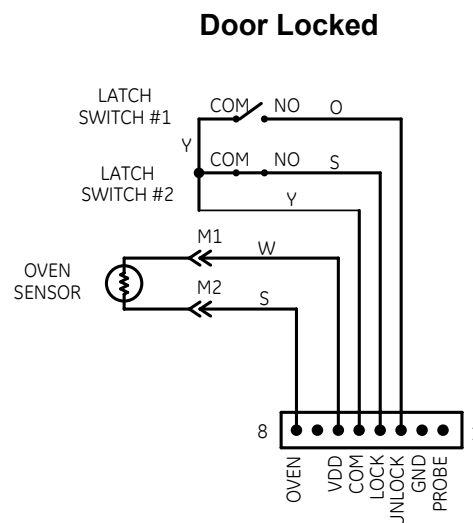 Door Locked
LATCH
SWITCH #1
COM NO O
Y
LATCH
SWITCH #2
COM NO S
Y
M1
W
OVEN
SENSOR
M2
S
8
OVEN
VDD
COM
LOCK
UNLOCK
GND
PROBE